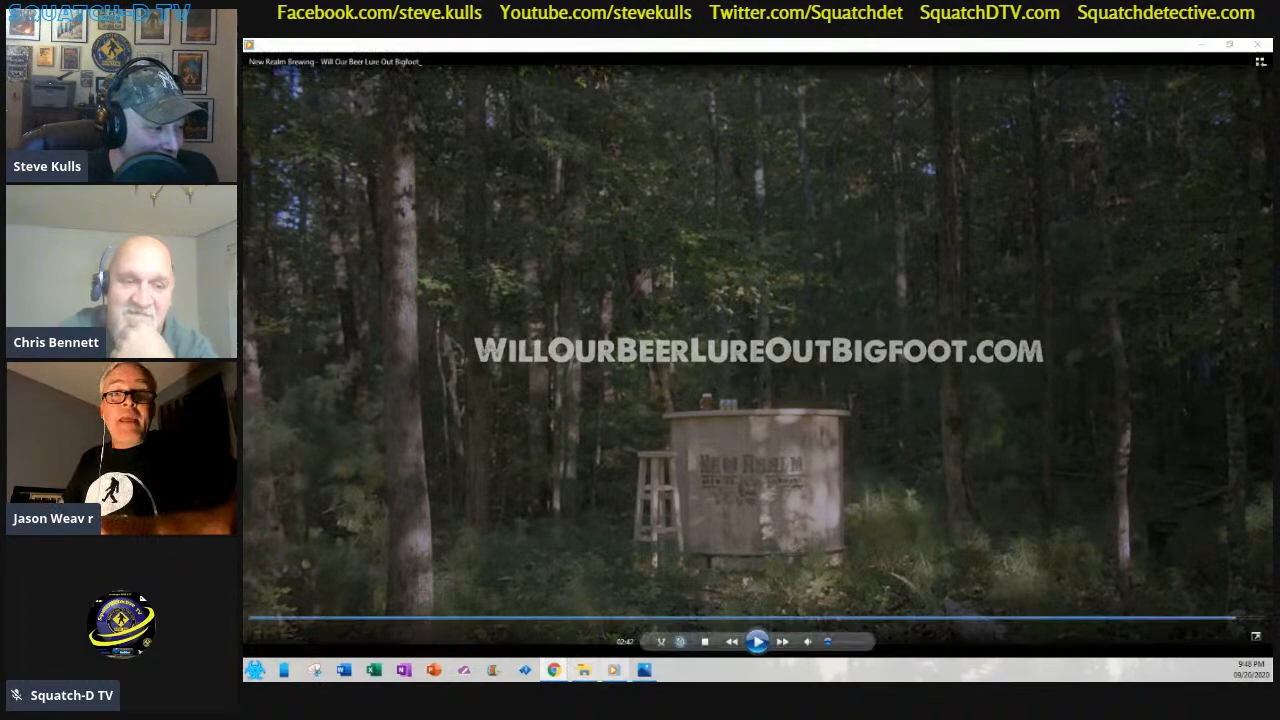 SQUATCH-D TV
Facebook.com/steve.kulls Youtube.com/stevekulls Twitter.com/Squatchdet SquatchDTV.com Squatchdetective.com
New Realm Brewing - Will Our Beer Lure Out Bigfoot_
Steve Kulls
Chris Bennett
WILLOURBEERLUREOUTBIGFOOT.COM
NEW REALM
Jason Weav r
02:42
9:48 PM
09/20/2020
Squatch-D TV